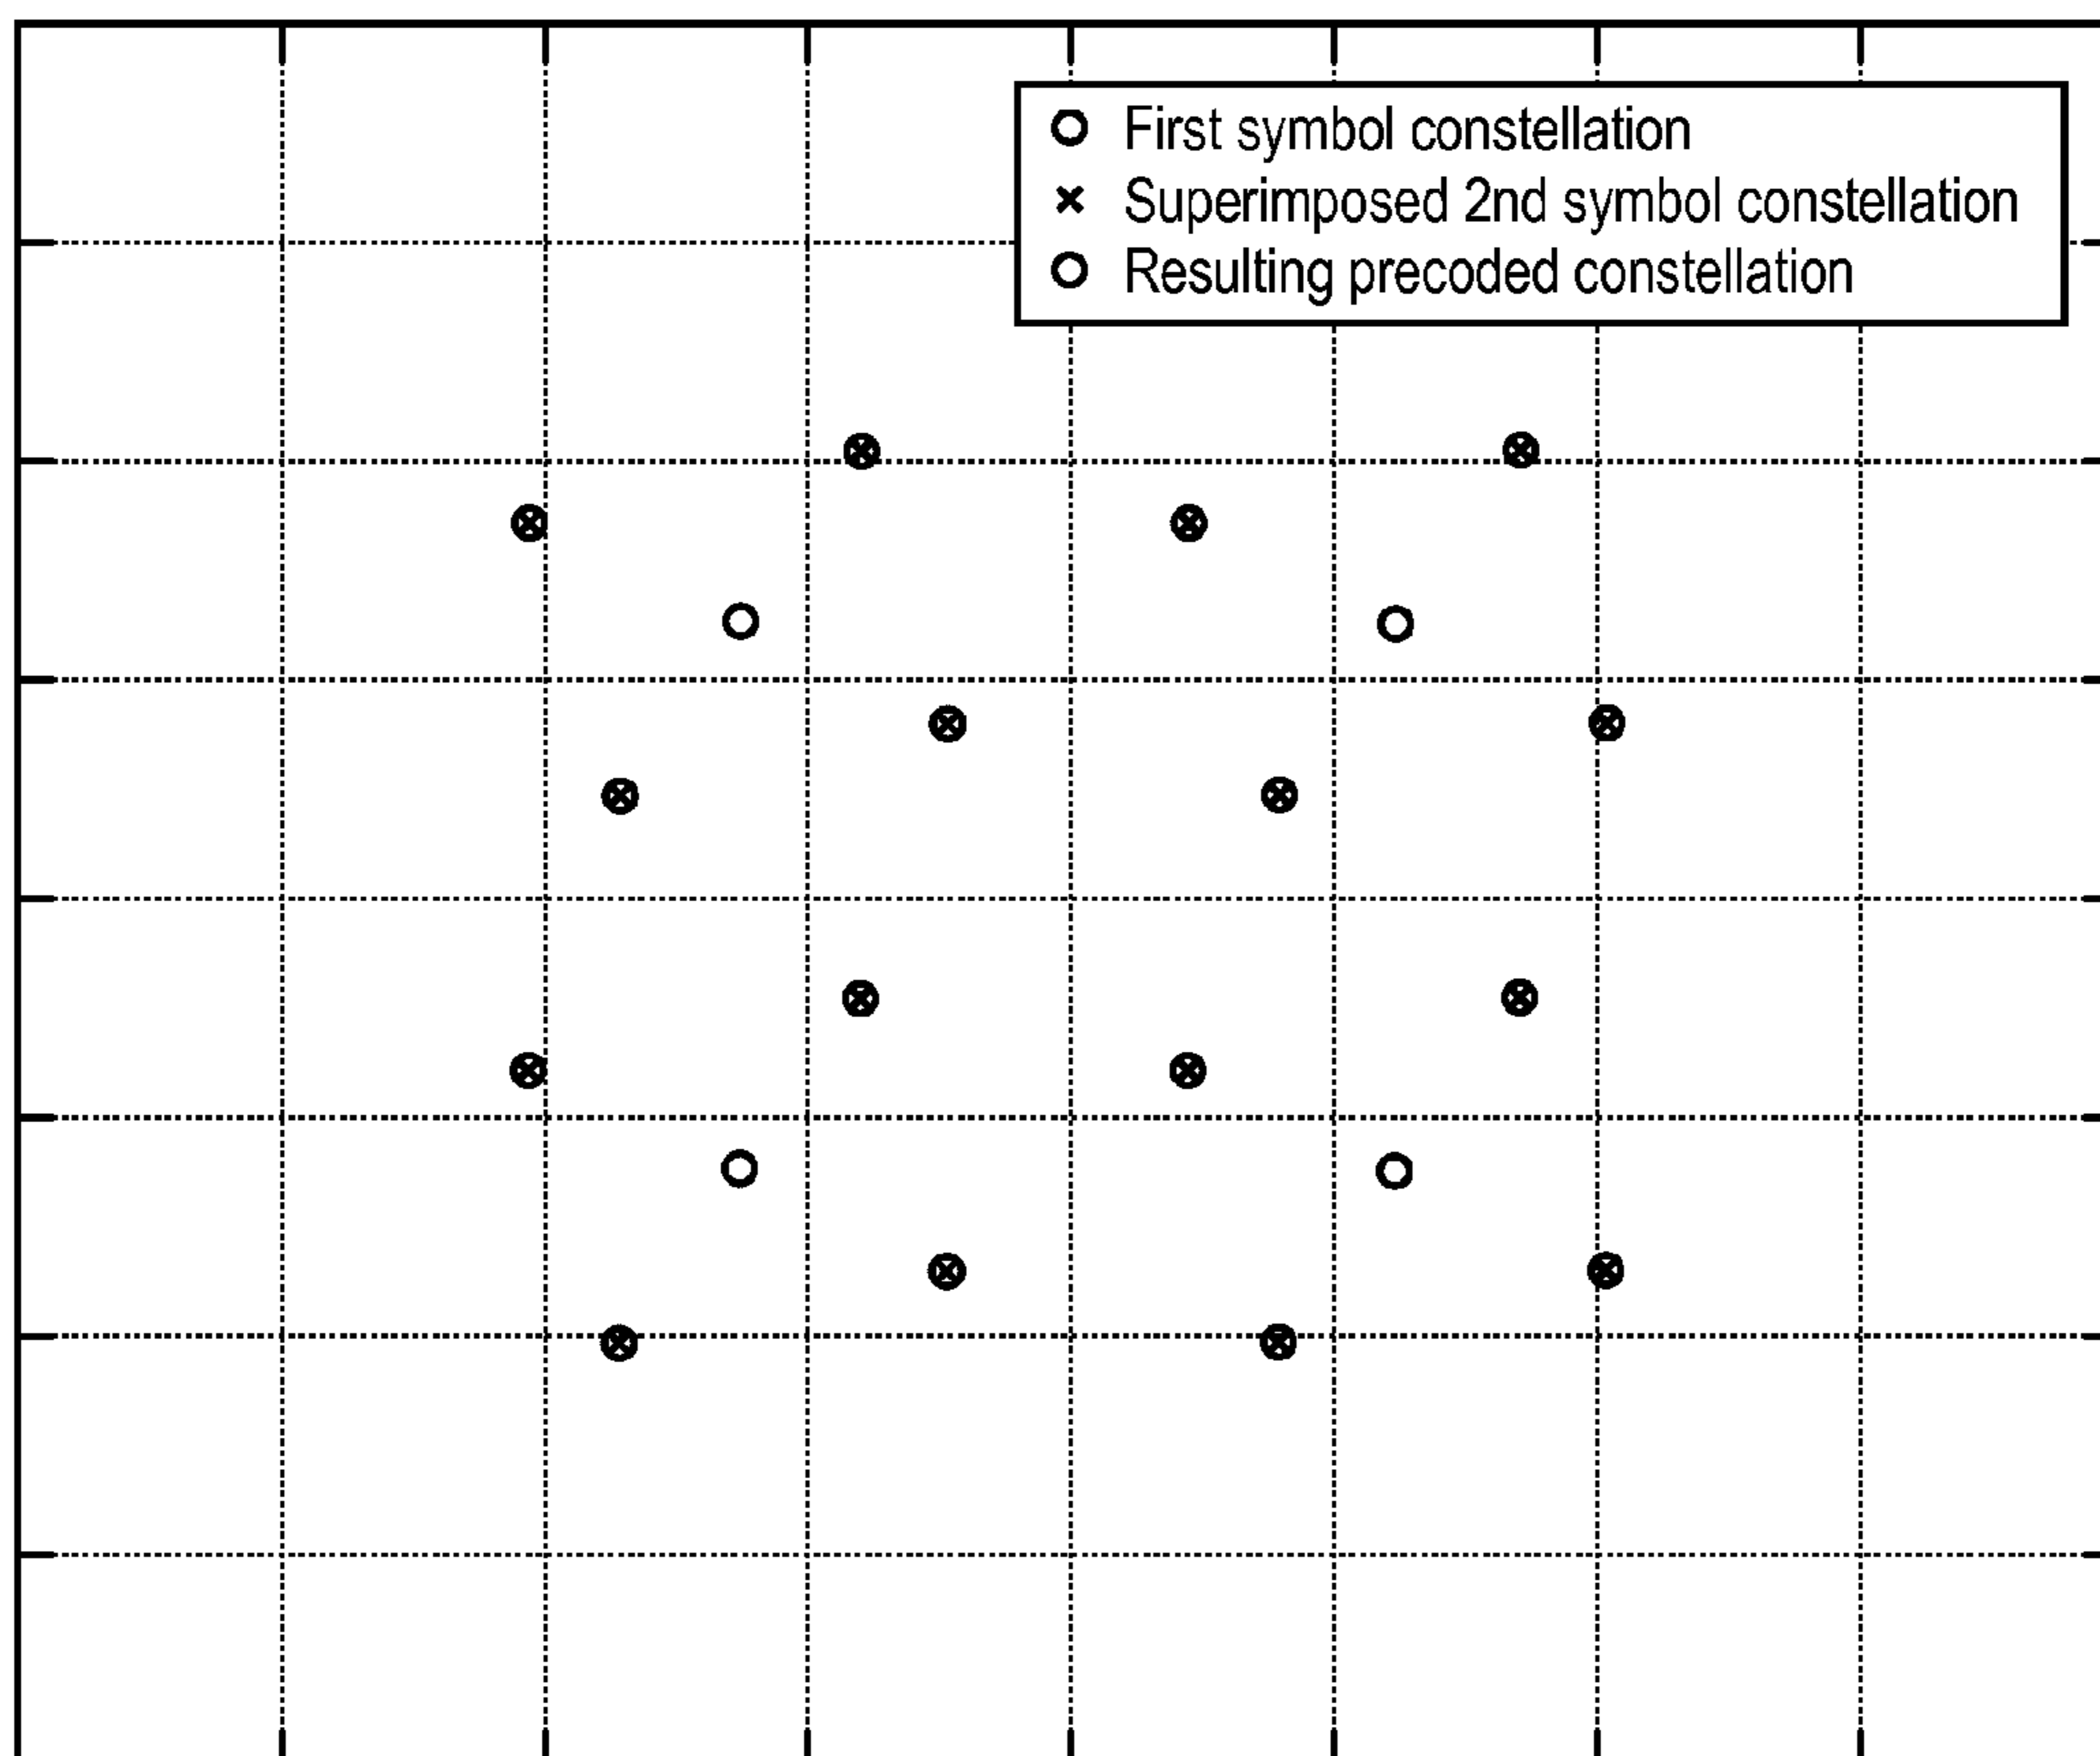 First symbol constellation
Superimposed 2nd symbol constellation
Resulting precoded constellation